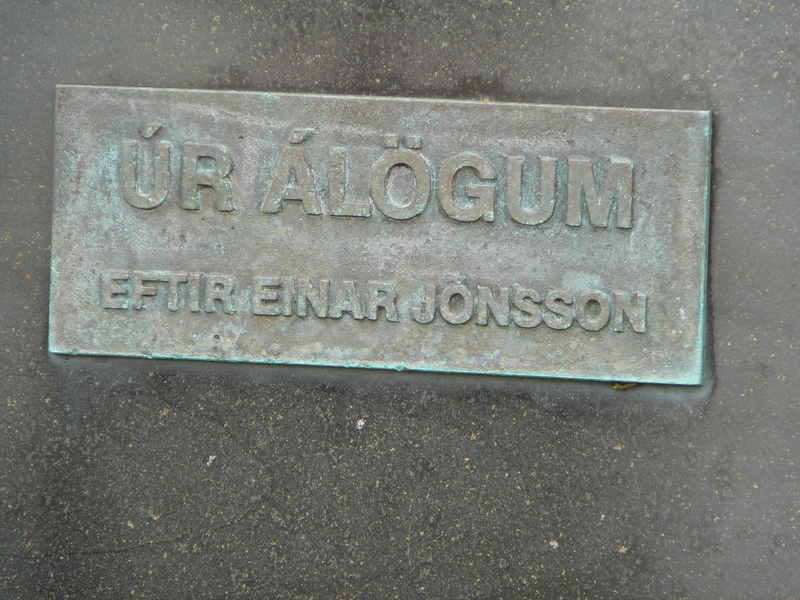 ÚR ÁLÖGUM
EFTIR EINAR JÓNSSON